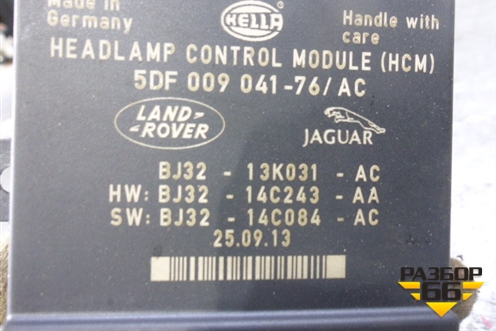 Made in
Germany
HELLA
Handle with
care
HEADLAMP CONTROL MODULE (HCM)
5DF 009 041-76/AC
LAND-
-ROVER
JAGUAR
BJ32 - 13K031 - AC
HW: BJ32 - 14C243 - AA
SW: BJ32 - 14C084 - AC
25.09.13
РАЗБОР
66